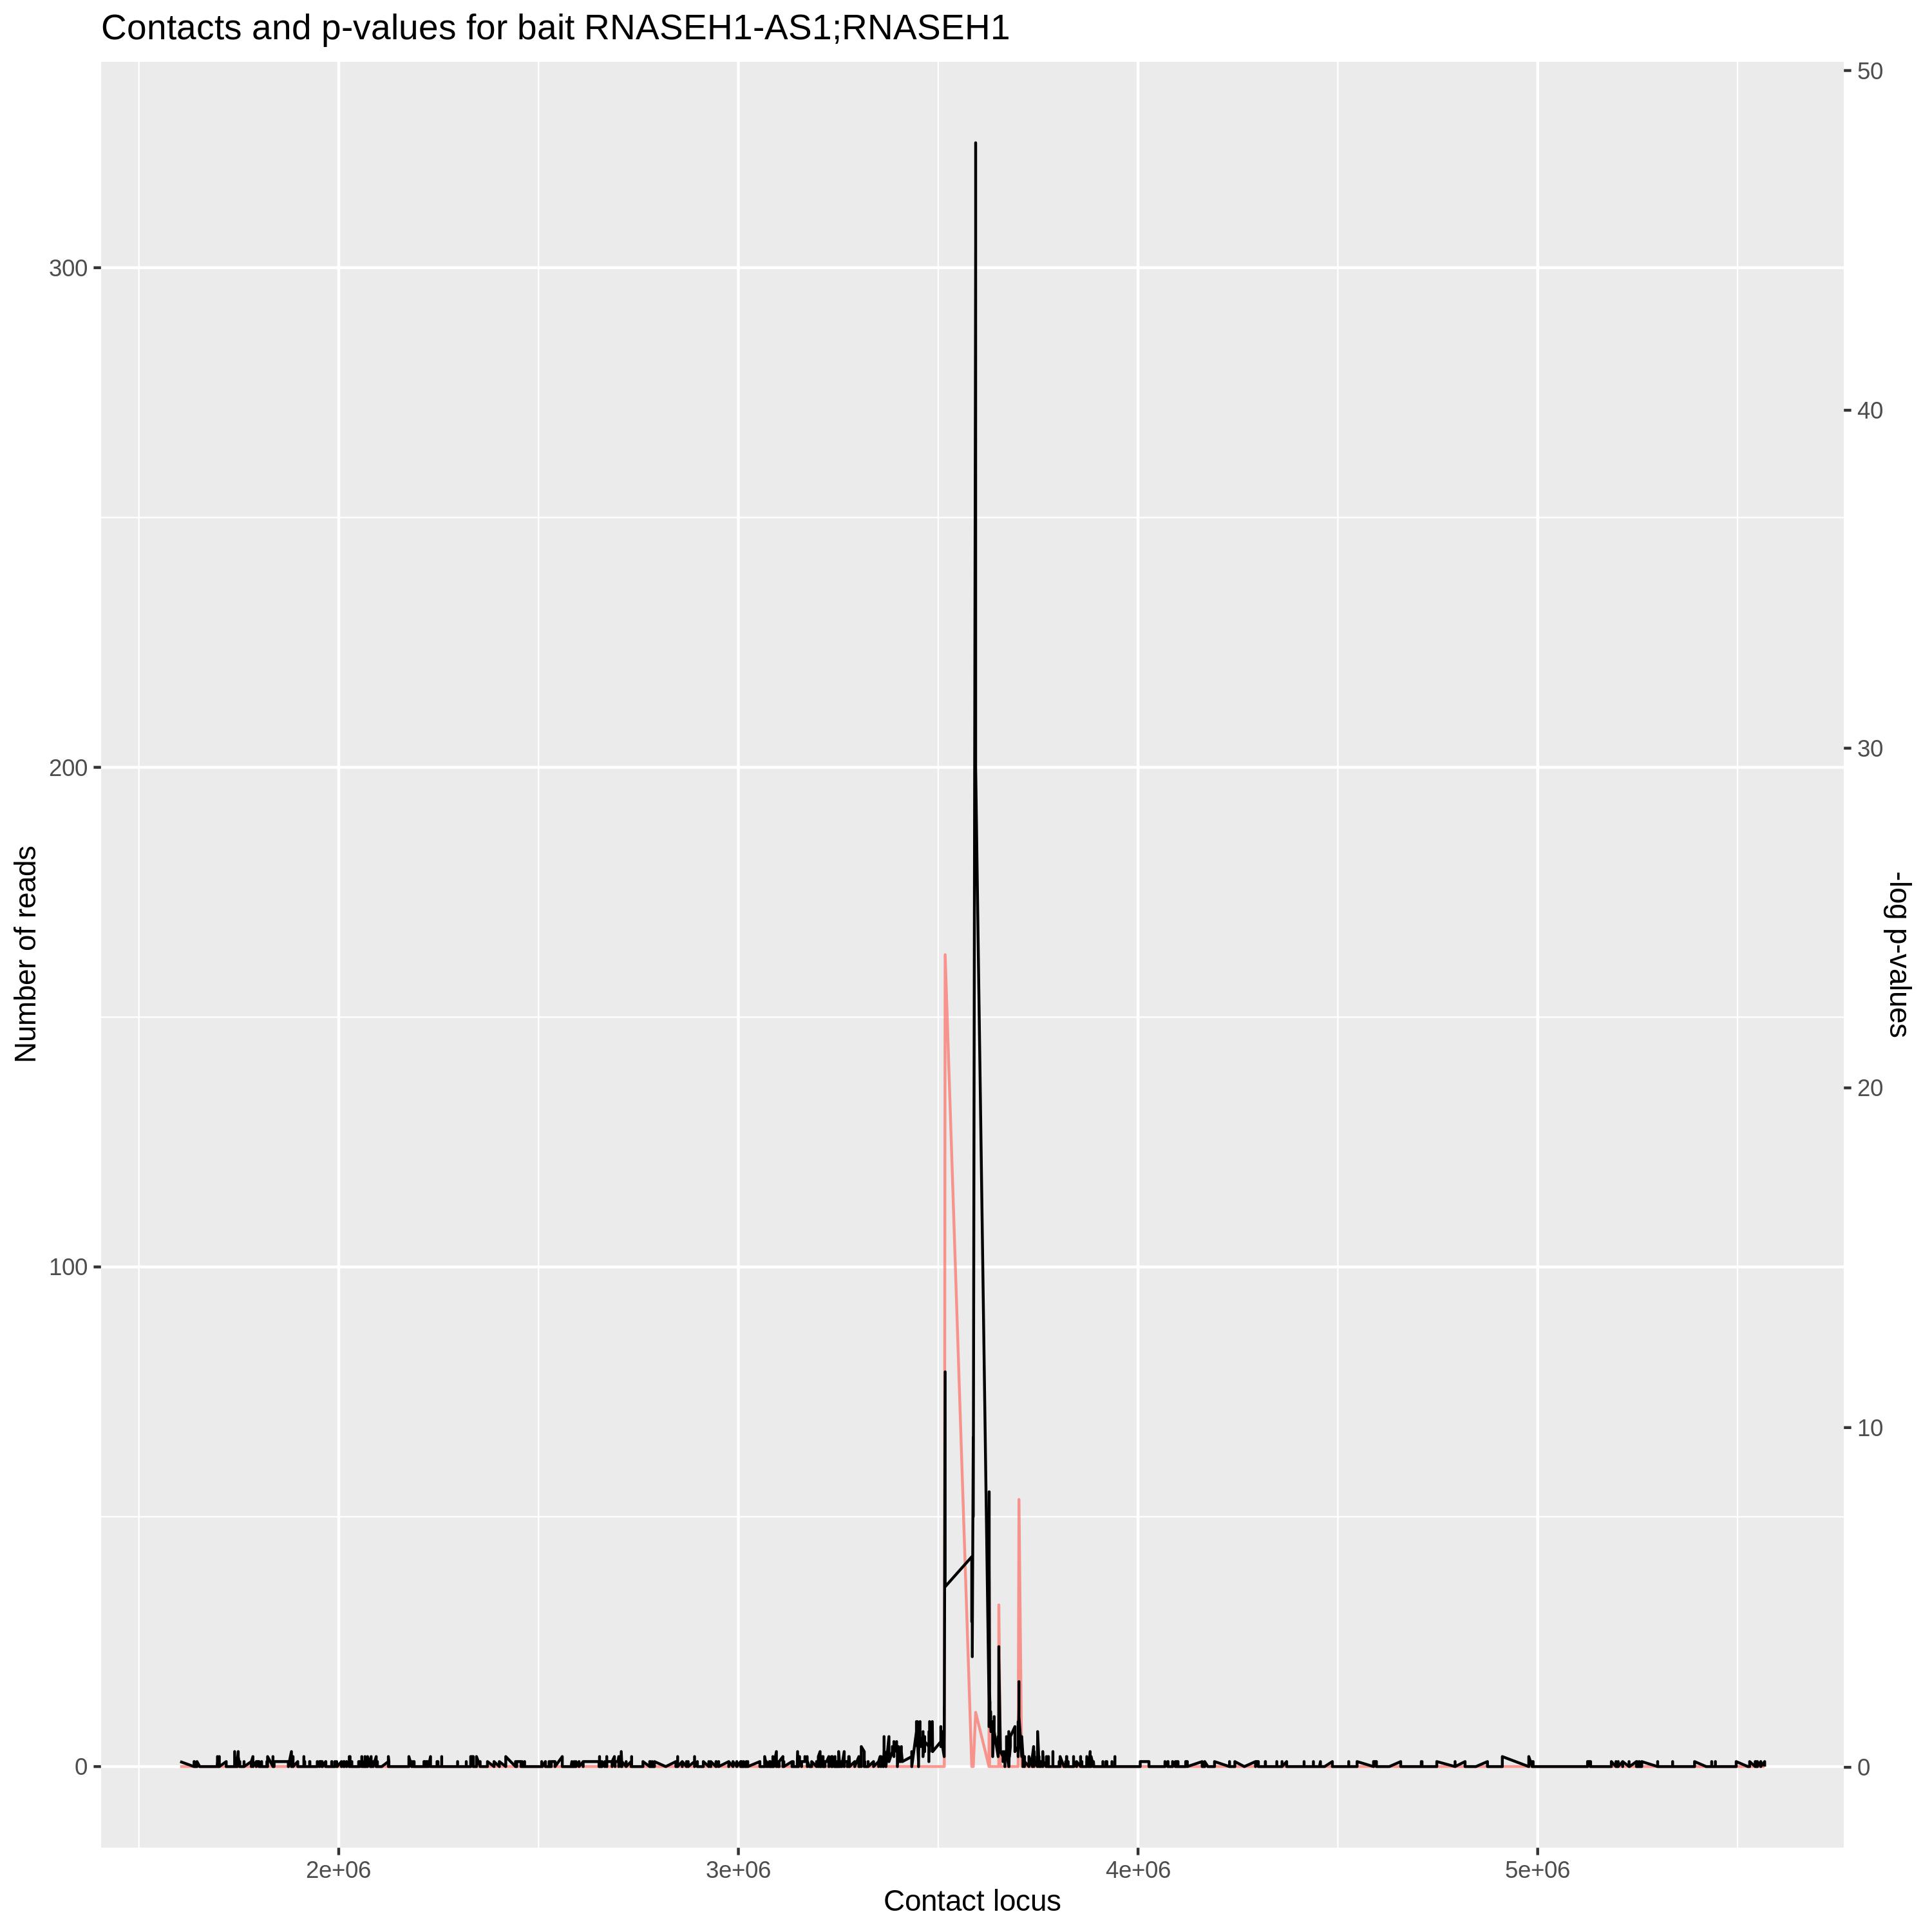 Contacts and p-values for bait RNASEH1-AS1;RNASEH1
Number of reads
300
200
100
0
50
40
30
20
10
0
-log p-values
2e+06
3e+06
4e+06
5e+06
Contact locus